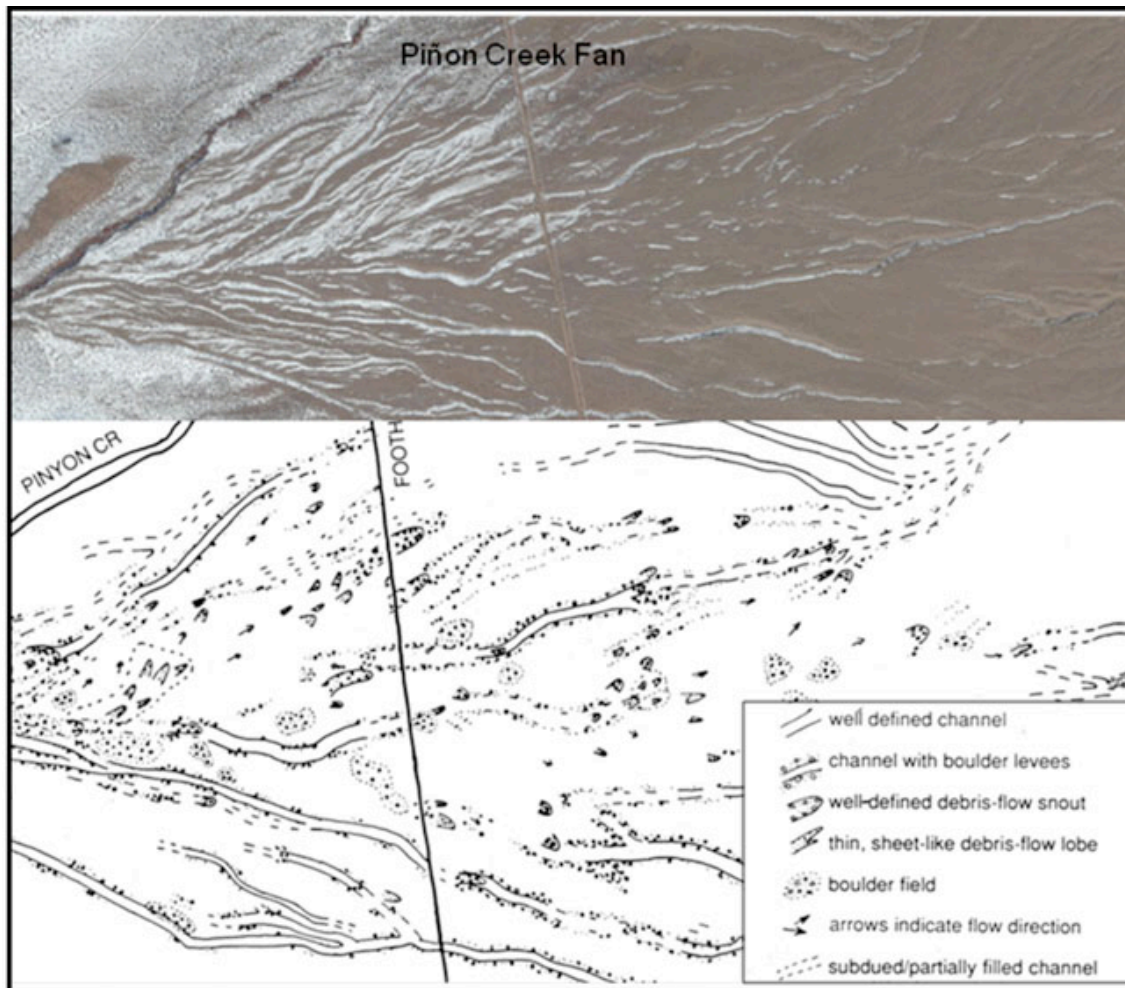 Piñon Creek Fan
PINYON CR
FOOTH
well defined channel
channel with boulder levees
well-defined debris-flow snout
thin, sheet-like debris-flow lobe
boulder field
arrows indicate flow direction
subdued/partially filled channel